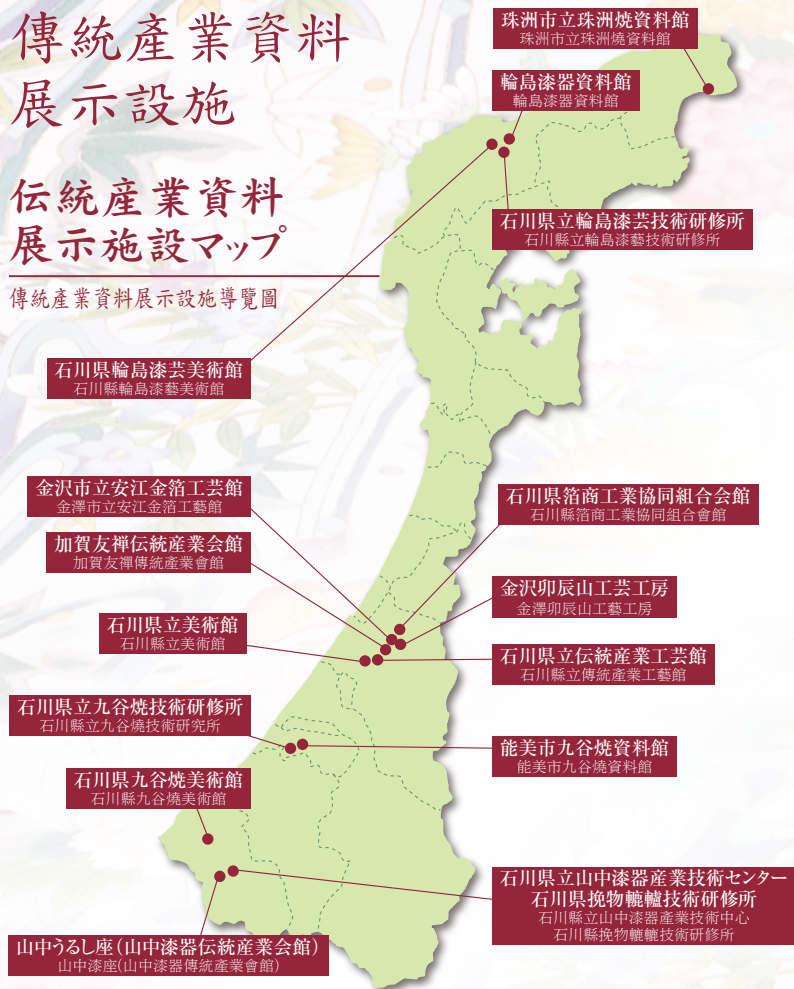 傳統産業資料
展示設施
伝統産業資料
展示施設マップ
傳統産業資料展示設施導覽圖
珠洲市立珠洲焼資料館
珠洲市立珠洲燒資料館
輪島漆器資料館
輪島漆器資料館
石川県立輪島漆芸技術研修所
石川縣立輪島漆藝技術研修所
石川県輪島漆芸美術館
石川縣輪島漆藝美術館
金沢市立安江金箔工芸館
金澤市立安江金箔工藝館
石川県箔商工業協同組合会館
石川縣箔商工業協同組合會館
加賀友禅伝統産業会館
加賀友禪傳統產業會館
金沢卯辰山工芸工房
金澤卯辰山工藝工房
石川県立美術館
石川縣立美術館
石川県立伝統産業工芸館
石川縣立傳統產業工藝館
石川県立九谷焼技術研修所
石川縣立九谷燒技術研究所
能美市九谷焼資料館
能美市九谷燒資料館
石川県九谷焼美術館
石川縣九谷燒美術館
石川県立山中漆器産業技術センター
石川県挽物轆轤技術研修所
石川縣立山中漆器產業技術中心
石川縣挽物轆轆技術研修所
山中うるし座(山中漆器伝統産業会館)
山中漆座(山中漆器傳統產業會館)